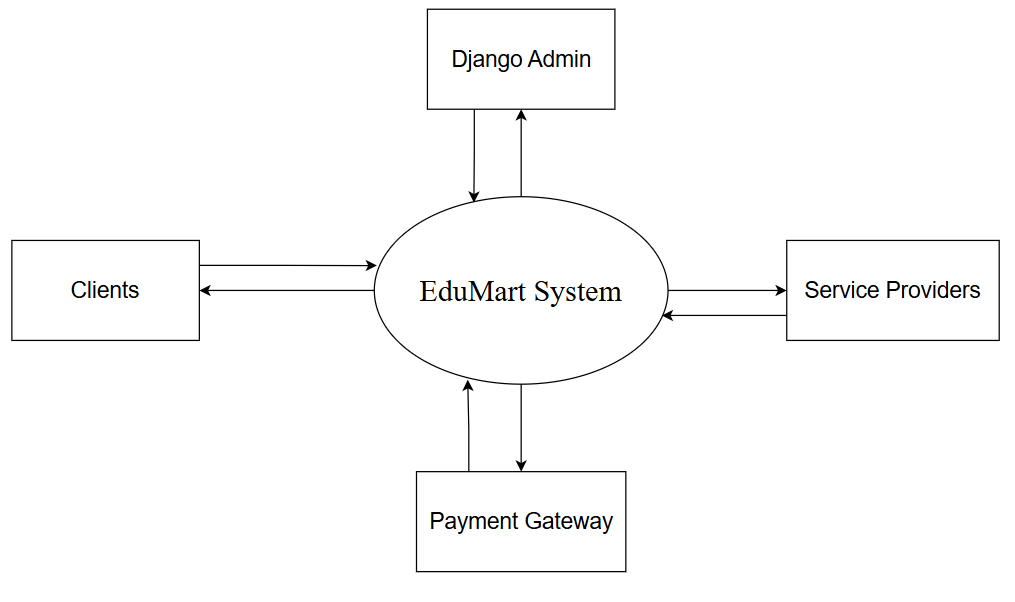 Django Admin
Clients
EduMart System
Service Providers
Payment Gateway